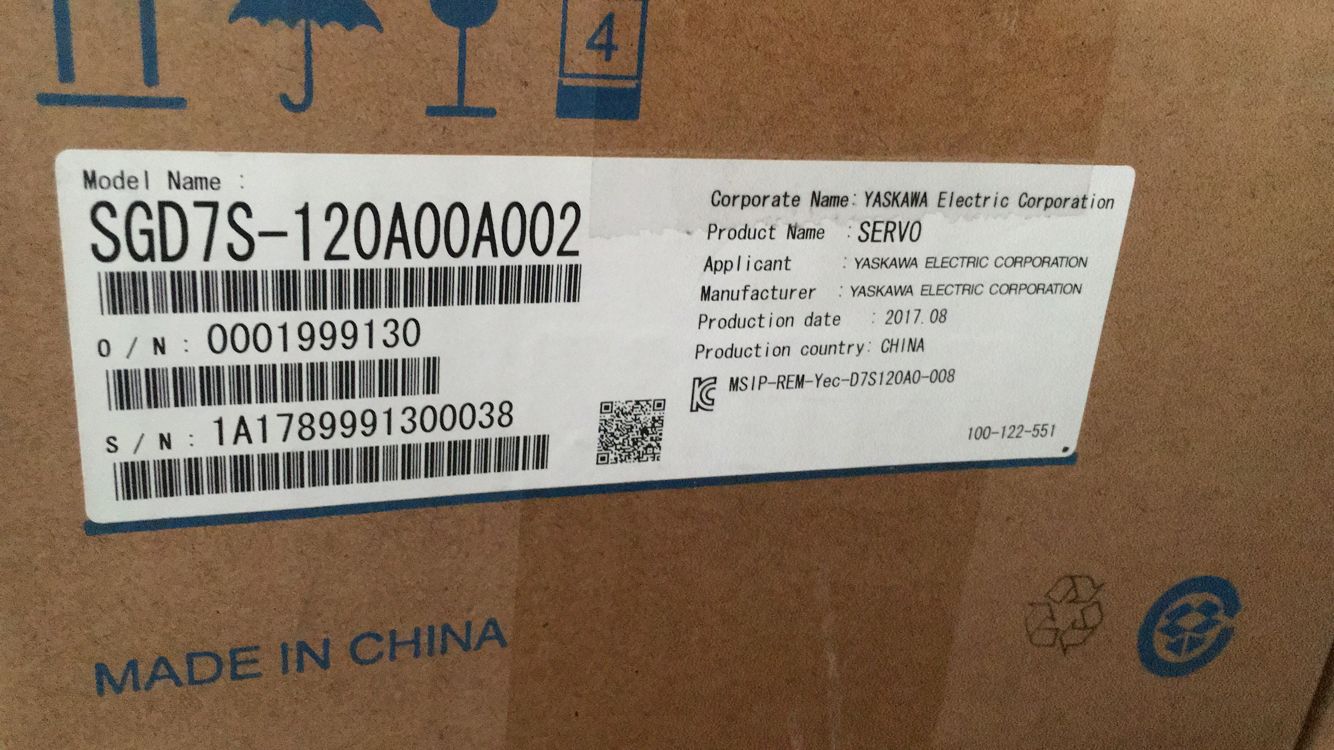 4
Model Name :
SGD7S-120A00A002
O / N : 0001999130
S / N : 1A1789991300038
Corporate Name: YASKAWA Electric Corporation
Product Name : SERVO
Applicant : YASKAWA ELECTRIC CORPORATION
Manufacturer : YASKAWA ELECTRIC CORPORATION
Production date : 2017.08
Production country: CHINA
MSIP-REM-Yec-D7S120A0-008
100-122-551
MADE IN CHINA